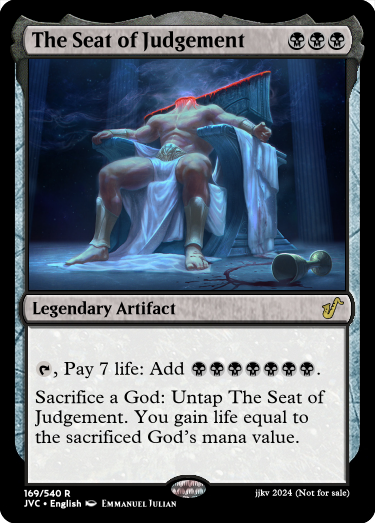 The Seat of Judgement
, Pay 7 life: Add .
Legendary Artifact
Sacrifice a God: Untap The Seat of
Judgement. You gain life equal to
the sacrificed God's mana value.
169/540 R
JVC • English Emmanuel Julian
jjkv 2024 (Not for sale)